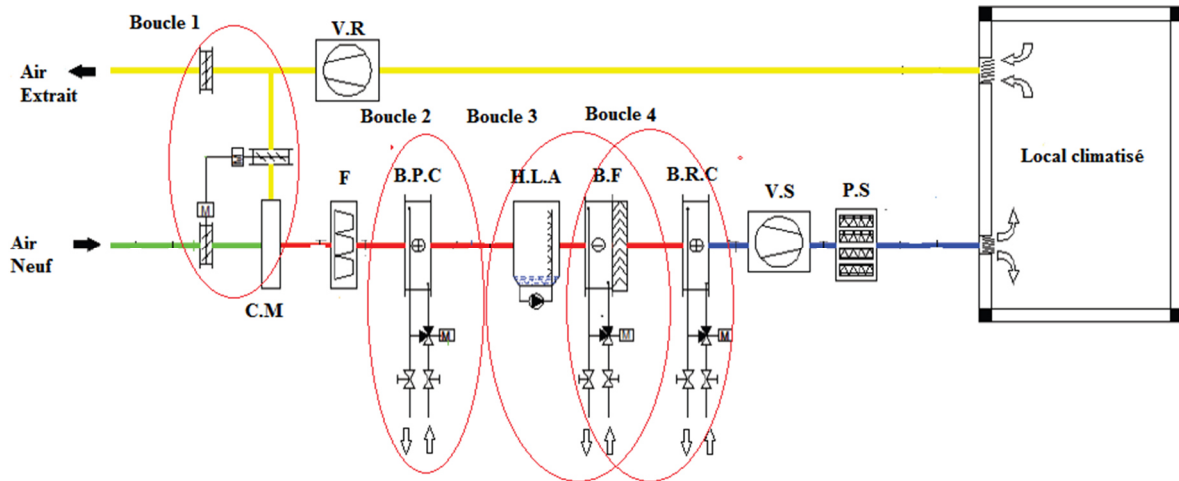 Boucle 1
V.R
Air
Extrait
Boucle 2
Boucle 3
Boucle 4
M
F
B.P.C
H.L.A
B.F
B.R.C
Local climatisé
V.S
P.S
M
Air
Neuf
C.M
M
M
M